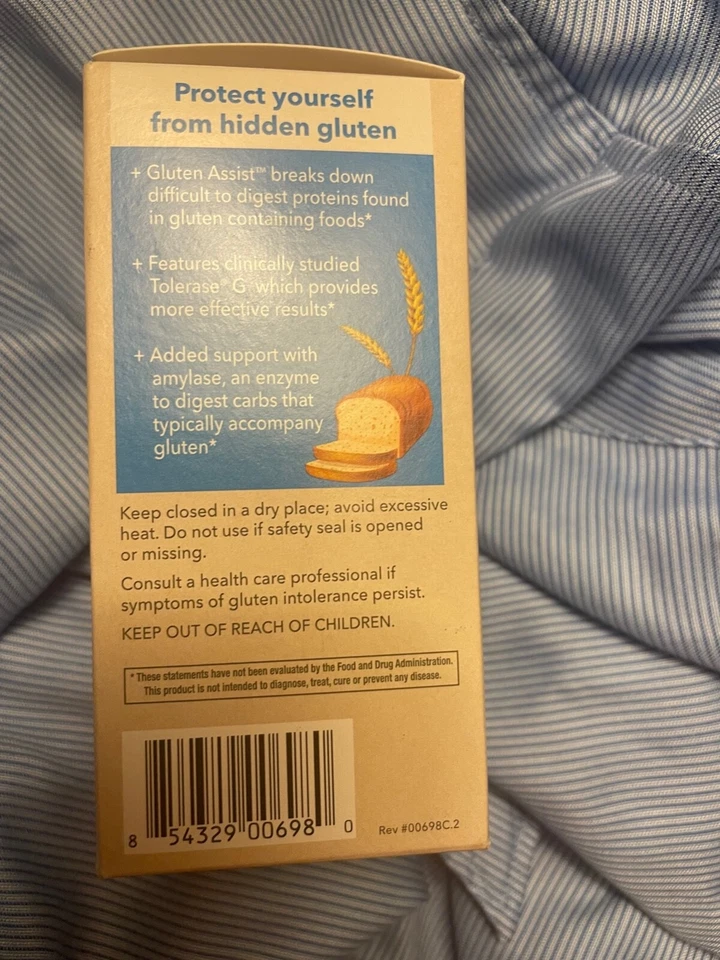 Protect yourself
from hidden gluten
+ Gluten Assist™ breaks down
difficult to digest proteins found
in gluten containing foods*
+ Features clinically studied
Tolerase® G which provides
more effective results*
+ Added support with
amylase, an enzyme
to digest carbs that
typically accompany
gluten*
Keep closed in a dry place; avoid excessive
heat. Do not use if safety seal is opened
or missing.
Consult a health care professional if
symptoms of gluten intolerance persist.
KEEP OUT OF REACH OF CHILDREN.
* These statements have not been evaluated by the Food and Drug Administration.
This product is not intended to diagnose, treat, cure or prevent any disease.
8 54329 00698 0
Rev #00698C.2